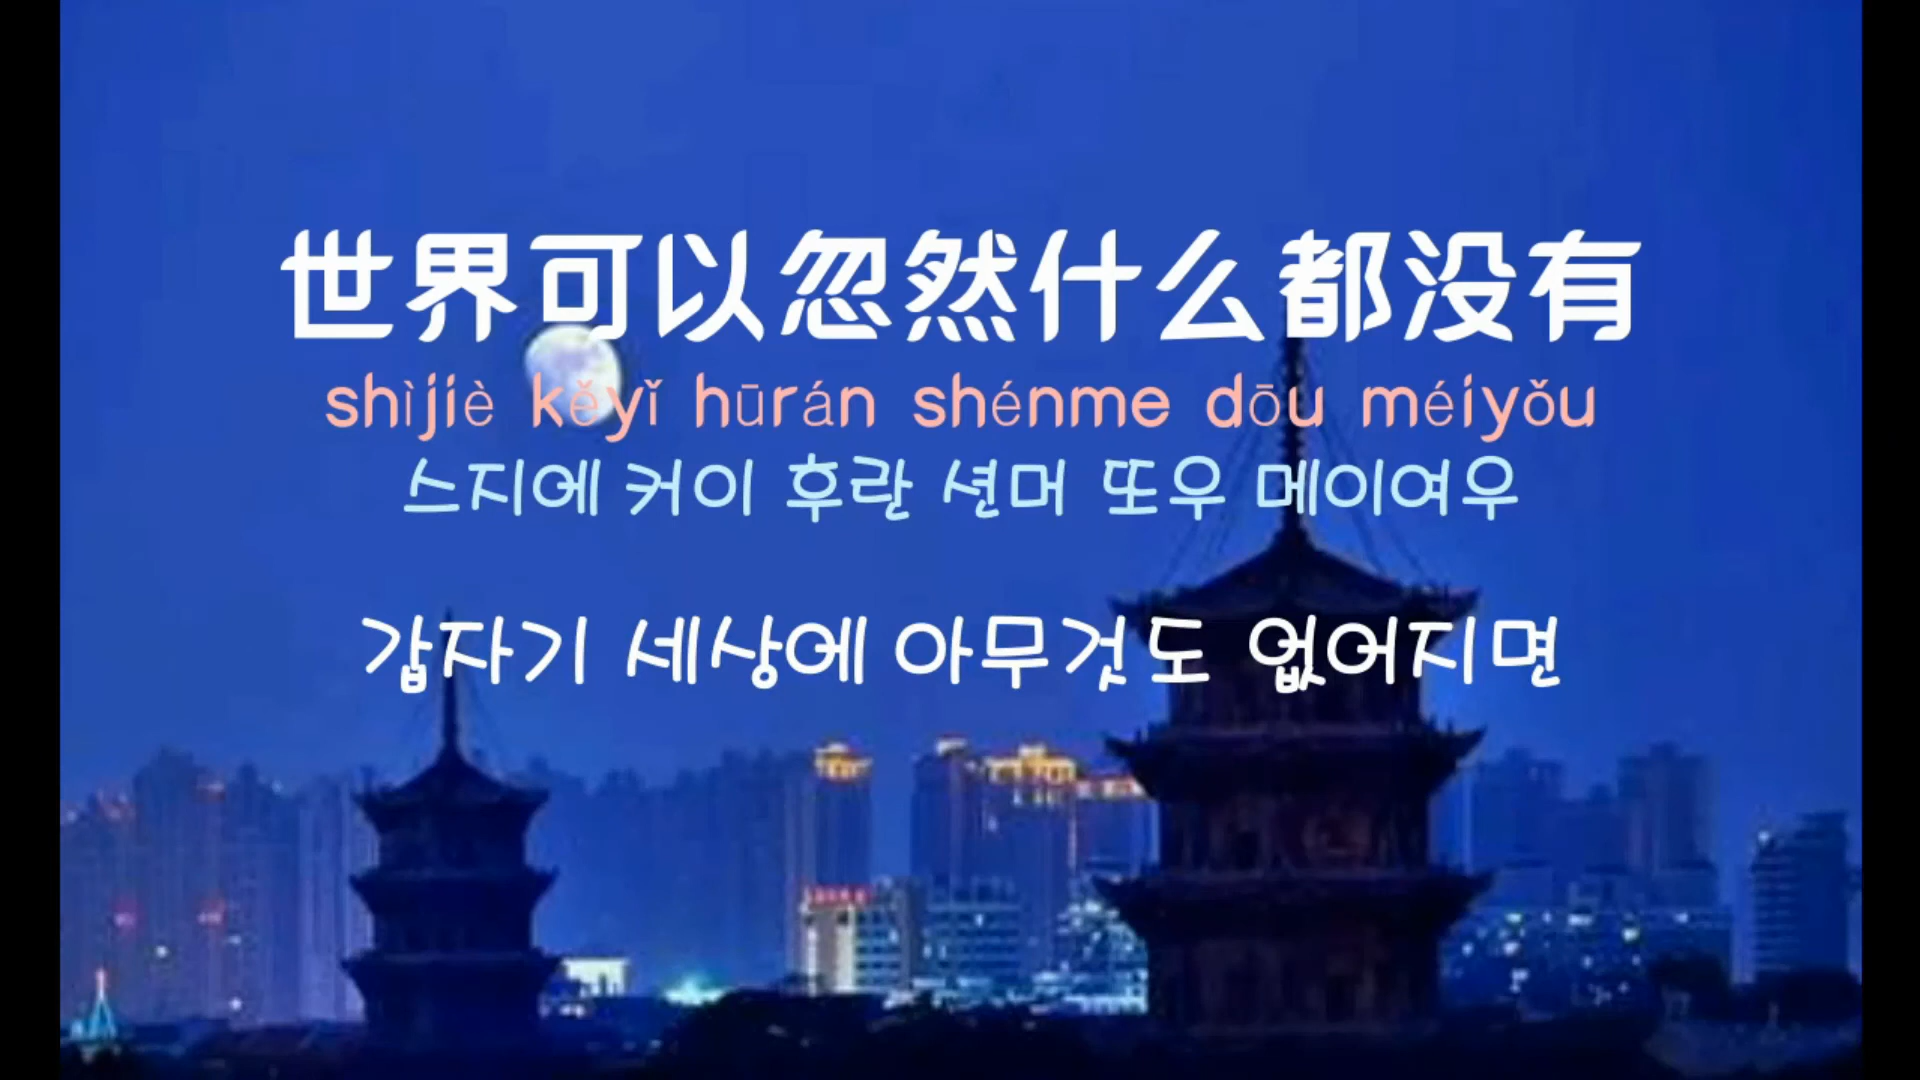 世界可以忽然什么都没有
shìjiè kěyǐ hūrán shénme dōu méiyǒu
스지에 커이 후란 션머 또우 메이여우
갑자기 세상에 아무것도 없어지면